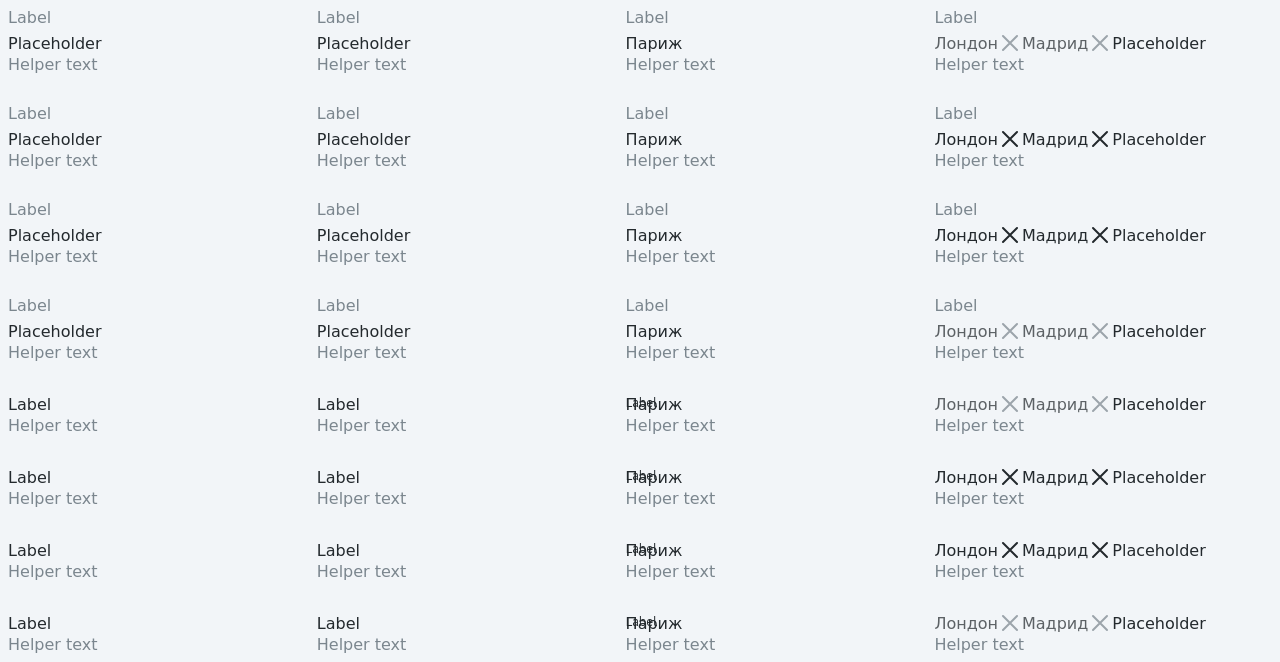 Label Label Label Label
Placeholder Placeholder Париж Лондон Мадрид Placeholder
Helper text Helper text Helper text Helper text
Label Label Label Label
Placeholder Placeholder Париж Лондон Мадрид Placeholder
Helper text Helper text Helper text Helper text
Label Label Label Label
Placeholder Placeholder Париж Лондон Мадрид Placeholder
Helper text Helper text Helper text Helper text
Label Label Label Label
Placeholder Placeholder Париж Лондон Мадрид Placeholder
Helper text Helper text Helper text Helper text
Label Label Label Париж Лондон Мадрид Placeholder
Helper text Helper text Helper text Helper text
Label Label Label Париж Лондон Мадрид Placeholder
Helper text Helper text Helper text Helper text
Label Label Label Париж Лондон Мадрид Placeholder
Helper text Helper text Helper text Helper text
Label Label Label Париж Лондон Мадрид Placeholder
Helper text Helper text Helper text Helper text